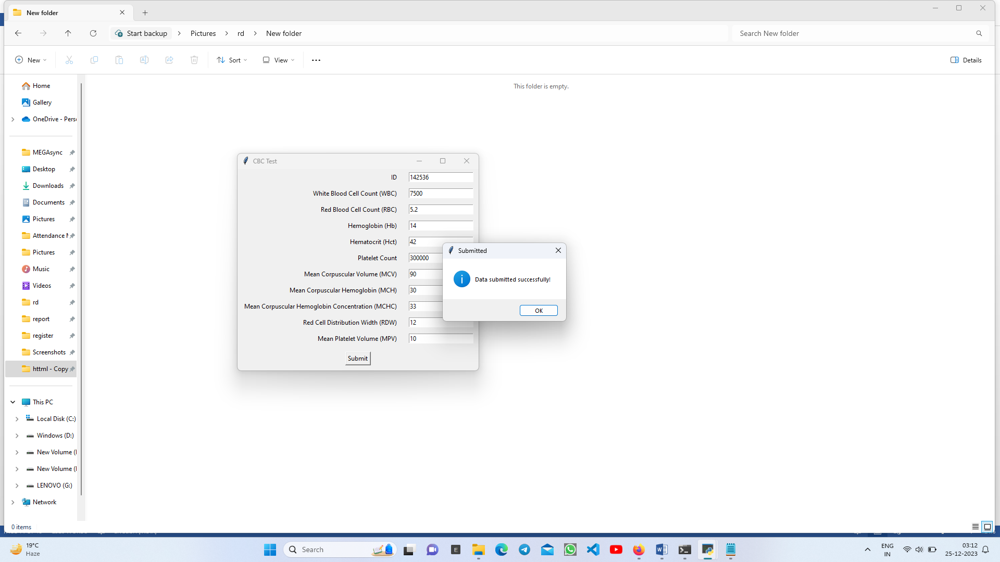 New folder
Start backup
Pictures
rd
New folder
Search New folder
New
Sort
View
Details
Home
Gallery
OneDrive - Pers
MEGAsync
Desktop
Downloads
Documents
Pictures
Attendance
Pictures
Music
Videos
rd
report
register
Screenshots
httml - Copy
This PC
Local Disk (C:)
Windows (D:)
New Volume (
New Volume (
LENOVO (G:)
Network
0 items
This folder is empty.
CBC Test
ID 142536
White Blood Cell Count (WBC) 7500
Red Blood Cell Count (RBC) 5.2
Hemoglobin (Hb) 14
Hematocrit (Hct) 42
Platelet Count 300000
Mean Corpuscular Volume (MCV) 90
Mean Corpuscular Hemoglobin (MCH) 30
Mean Corpuscular Hemoglobin Concentration (MCHC) 33
Red Cell Distribution Width (RDW) 12
Mean Platelet Volume (MPV) 10
Submit
Submitted
Data submitted successfully!
OK
19°C
Haze
Search
E
ENG
IN
03:12
25-12-2023